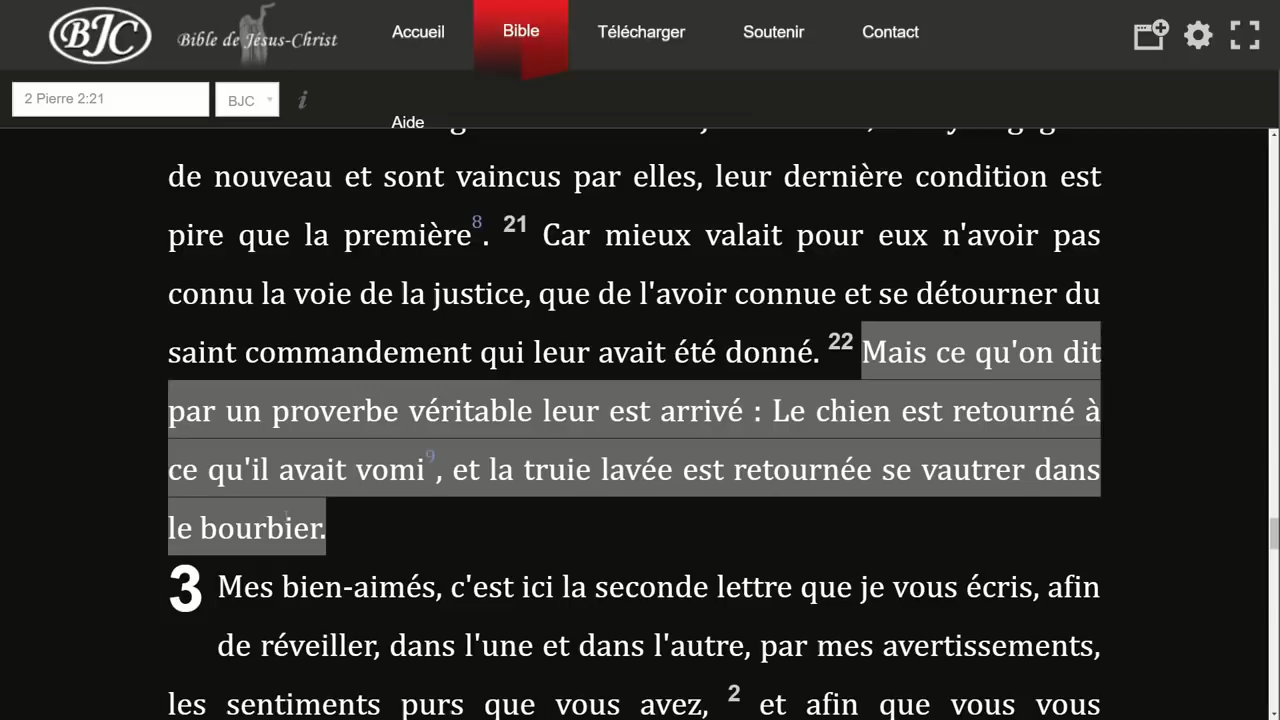 BJC Bible de Jésus-Christ Accueil Bible Télécharger Soutenir Contact
2 Pierre 2:21 BJC i
Aide
de nouveau et sont vaincus par elles, leur dernière condition est
pire que la première8. 21 Car mieux valait pour eux n'avoir pas
connu la voie de la justice, que de l'avoir connue et se détourner du
saint commandement qui leur avait été donné. 22 Mais ce qu'on dit
par un proverbe véritable leur est arrivé : Le chien est retourné à
ce qu'il avait vomi9, et la truie lavée est retournée se vautrer dans
le bourbier.
3 Mes bien-aimés, c'est ici la seconde lettre que je vous écris, afin
de réveiller, dans l'une et dans l'autre, par mes avertissements,
les sentiments purs que vous avez, 2 et afin que vous vous